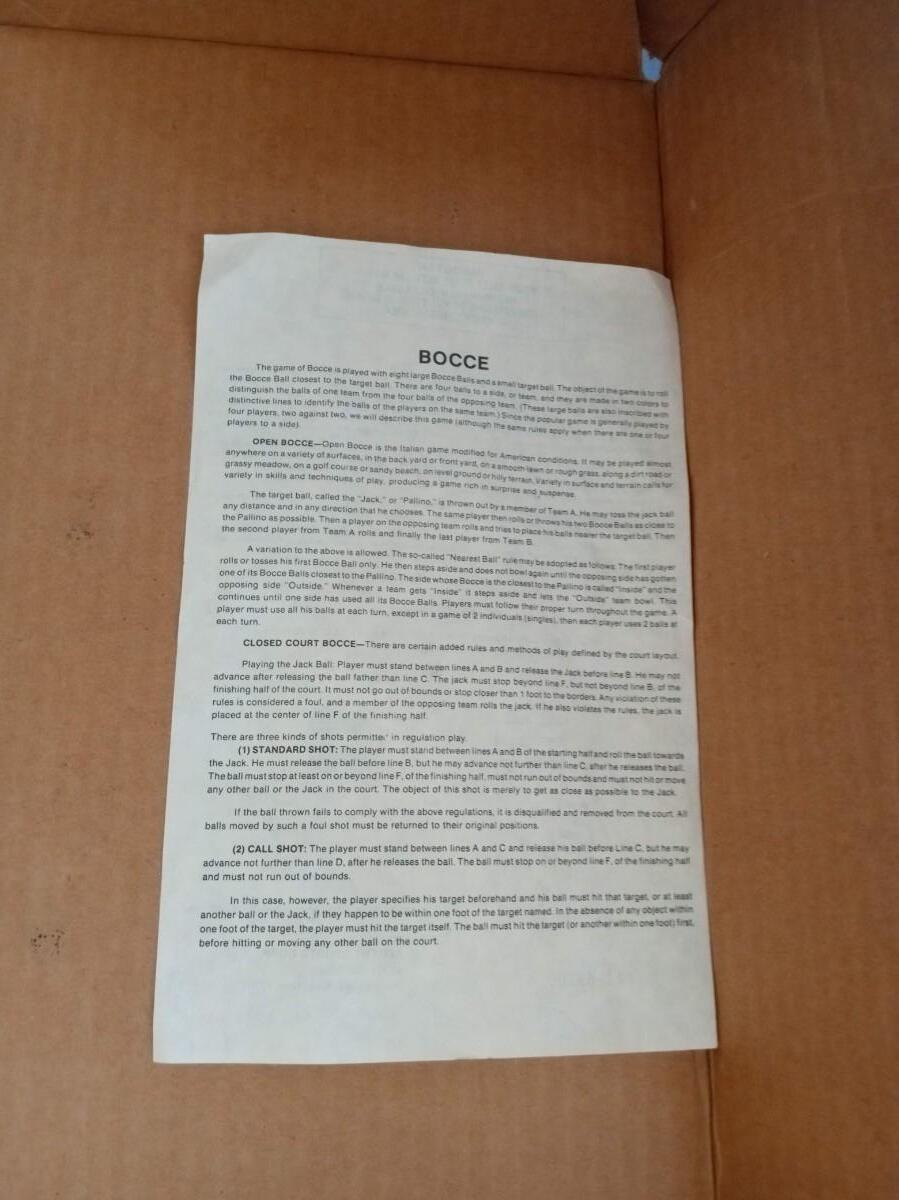 BOCCE
The game of Bocce is played with eight large Bocce Balls and a small target ball. The object of the game is to roll
the Bocce Ball closest to the target ball. There are four balls to a side, or team, and they are made in two colors to
distinguish the balls of one team from the four balls of the opposing team. (These large balls are also inscribed with
distinctive lines to identify the balls of the players on the same team.) Since the popular game is generally played by
four players, two against two, we will describe this game (although the same rules apply when there are one or four
players to a side).
OPEN BOCCE—Open Bocce is the Italian game modified for American conditions. It may be played almost
anywhere on a variety of surfaces, in the back yard or front yard, on a smooth lawn or rough grass, along a dirt road or
grassy meadow, on a golf course or sandy beach, on level ground or hilly terrain. Variety in surface and terrain calls for
variety in skills and techniques of play, producing a game rich in surprise and suspense.
The target ball, called the "Jack," or "Pallino," is thrown out by a member of Team A. He may toss the jack ball
any distance and in any direction that he chooses. The same player then rolls or throws his two Bocce Balls as close to
the Pallino as possible. Then a player on the opposing team rolls and tries to place his balls nearer the target ball. Then
the second player from Team A rolls and finally the last player from Team B.
A variation to the above is allowed. The so-called "Nearest Ball" rule may be adopted as follows: The first player
rolls or tosses his first Bocce Ball only. He then steps aside and does not bowl again until the opposing side has gotten
one of its Bocce Balls closest to the Pallino. The side whose Bocce is the closest to the Pallino is called "Inside" and the
opposing side "Outside." Whenever a team gets "Inside" it steps aside and lets the "Outside" team bowl. This
continues until one side has used all its Bocce Balls. Players must follow their proper turn throughout the game. A
player must use all his balls at each turn, except in a game of 2 individuals (singles), then each player uses 2 balls at
each turn.
CLOSED COURT BOCCE—There are certain added rules and methods of play defined by the court layout.
Playing the Jack Ball: Player must stand between lines A and B and release the Jack before line B. He may not
advance after releasing the ball father than line C. The jack must stop beyond line F, but not beyond line B, of the
finishing half of the court. It must not go out of bounds or stop closer than 1 foot to the borders. Any violation of these
rules is considered a foul, and a member of the opposing team rolls the jack. If he also violates the rules, the jack is
placed at the center of line F of the finishing half.
There are three kinds of shots permitted in regulation play.
(1) STANDARD SHOT: The player must stand between lines A and B of the starting half and roll the ball towards
the Jack. He must release the ball before line B, but he may advance not further than line C, after he releases the ball.
The ball must stop at least on or beyond line F, of the finishing half, must not run out of bounds and must not hit or move
any other ball or the Jack in the court. The object of this shot is merely to get as close as possible to the Jack.
If the ball thrown fails to comply with the above regulations, it is disqualified and removed from the court. All
balls moved by such a foul shot must be returned to their original positions.
(2) CALL SHOT: The player must stand between lines A and C and release his ball before Line C, but he may
advance not further than line D, after he releases the ball. The ball must stop on or beyond line F, of the finishing half
and must not run out of bounds.
In this case, however, the player specifies his target beforehand and his ball must hit that target, or at least
another ball or the Jack, if they happen to be within one foot of the target named. In the absence of any object within
one foot of the target, the player must hit the target itself. The ball must hit the target (or another within one foot) first,
before hitting or moving any other ball on the court.